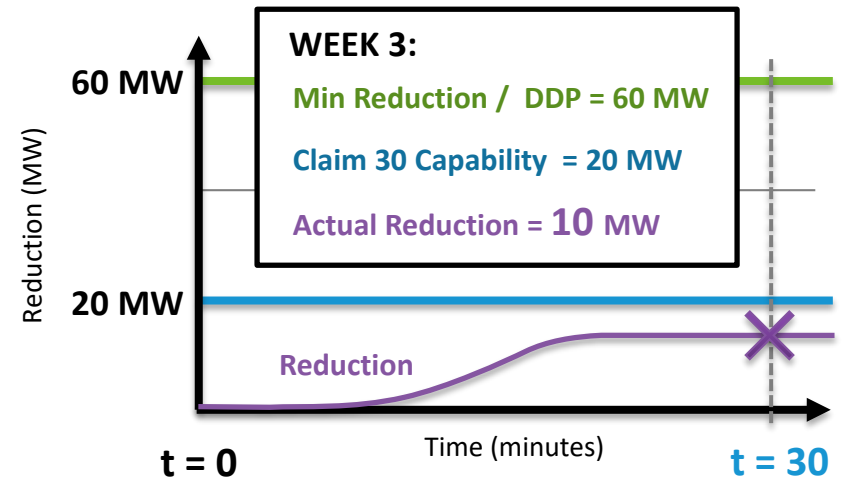 WEEK 3:
Min Reduction / DDP = 60 MW
Claim 30 Capability = 20 MW
Actual Reduction = 10 MW
60 MW
20 MW
Reduction (MW)
Reduction
Time (minutes)
t = 0
t = 30